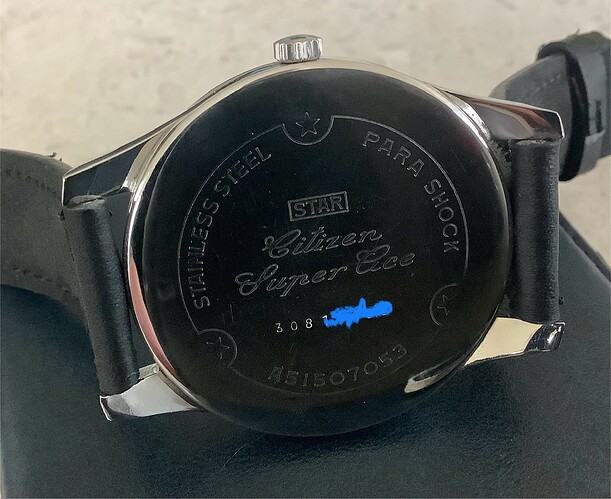 STAINLESS STEEL
PARA SHOCK
STAR
Citizen
Super Ace
308
A51507053